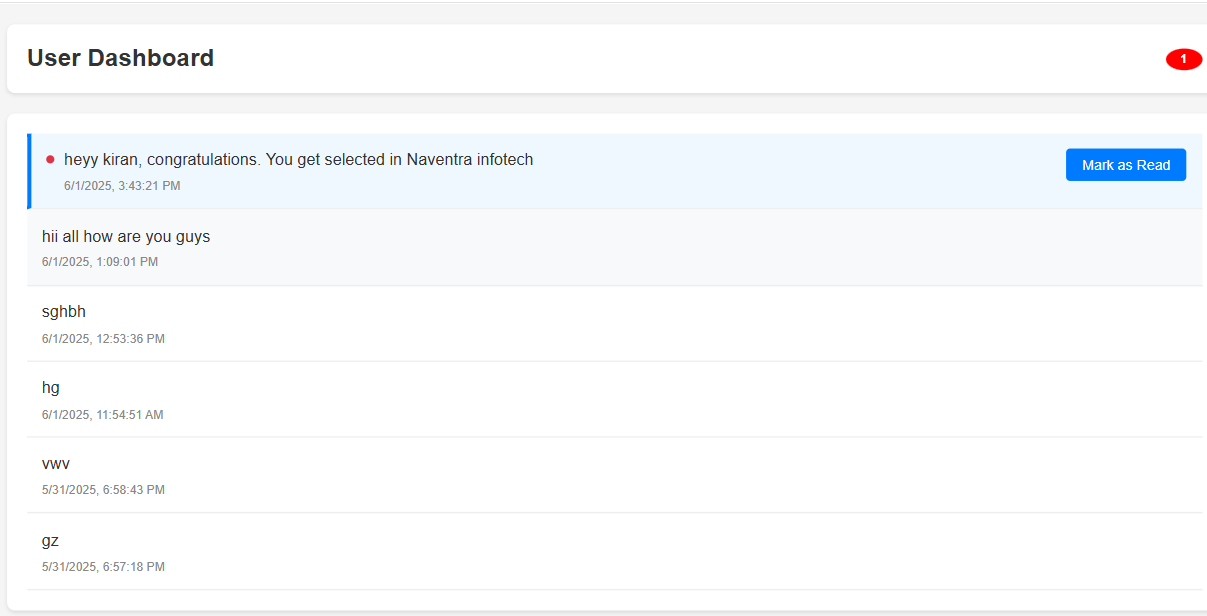 User Dashboard
1
heyy kiran, congratulations. You get selected in Naventra infotech
6/1/2025, 3:43:21 PM
Mark as Read
hii all how are you guys
6/1/2025, 1:09:01 PM
sghbh
6/1/2025, 12:53:36 PM
hg
6/1/2025, 11:54:51 AM
vwv
5/31/2025, 6:58:43 PM
gz
5/31/2025, 6:57:18 PM